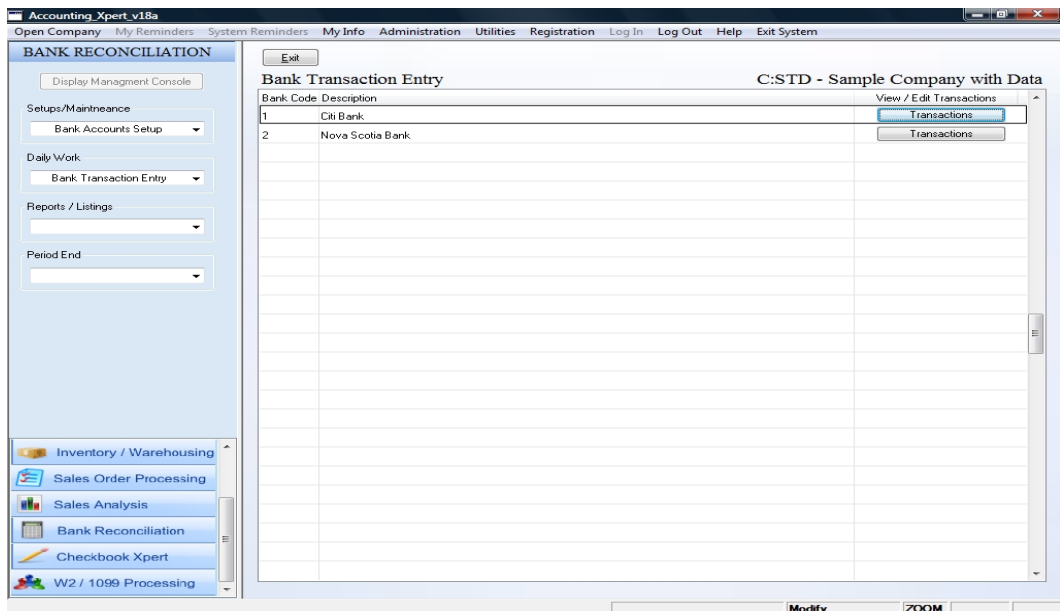 Accounting_Xpert_v18a
Open Company My Reminders System Reminders My Info Administration Utilities Registration Log In Log Out Help Exit System
BANK RECONCILIATION
Display Managment Console
Setups/Maintneance
Bank Accounts Setup
Daily Work
Bank Transaction Entry
Reports / Listings
Period End
Inventory / Warehousing
Sales Order Processing
Sales Analysis
Bank Reconciliation
Checkbook Xpert
W2 / 1099 Processing
Exit
Bank Transaction Entry C:STD - Sample Company with Data
Bank Code Description View / Edit Transactions
1 Citi Bank Transactions
2 Nova Scotia Bank Transactions
Modify ZOOM